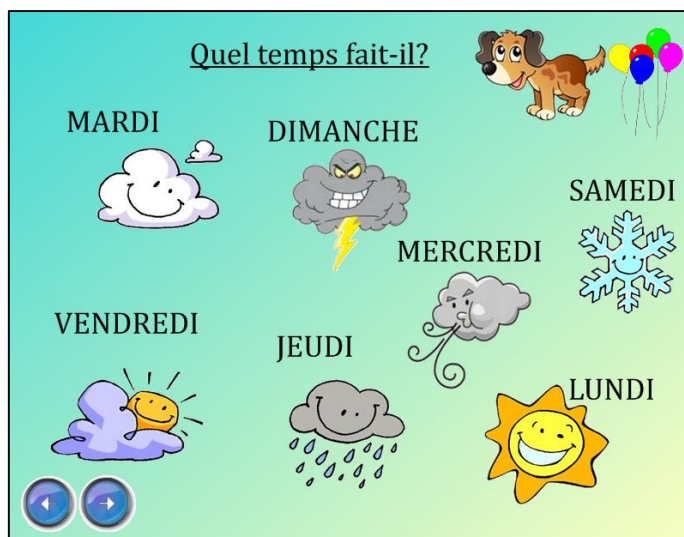 Quel temps fait-il?
MARDI
DIMANCHE
SAMEDI
MERCREDI
VENDREDI
JEUDI
LUNDI